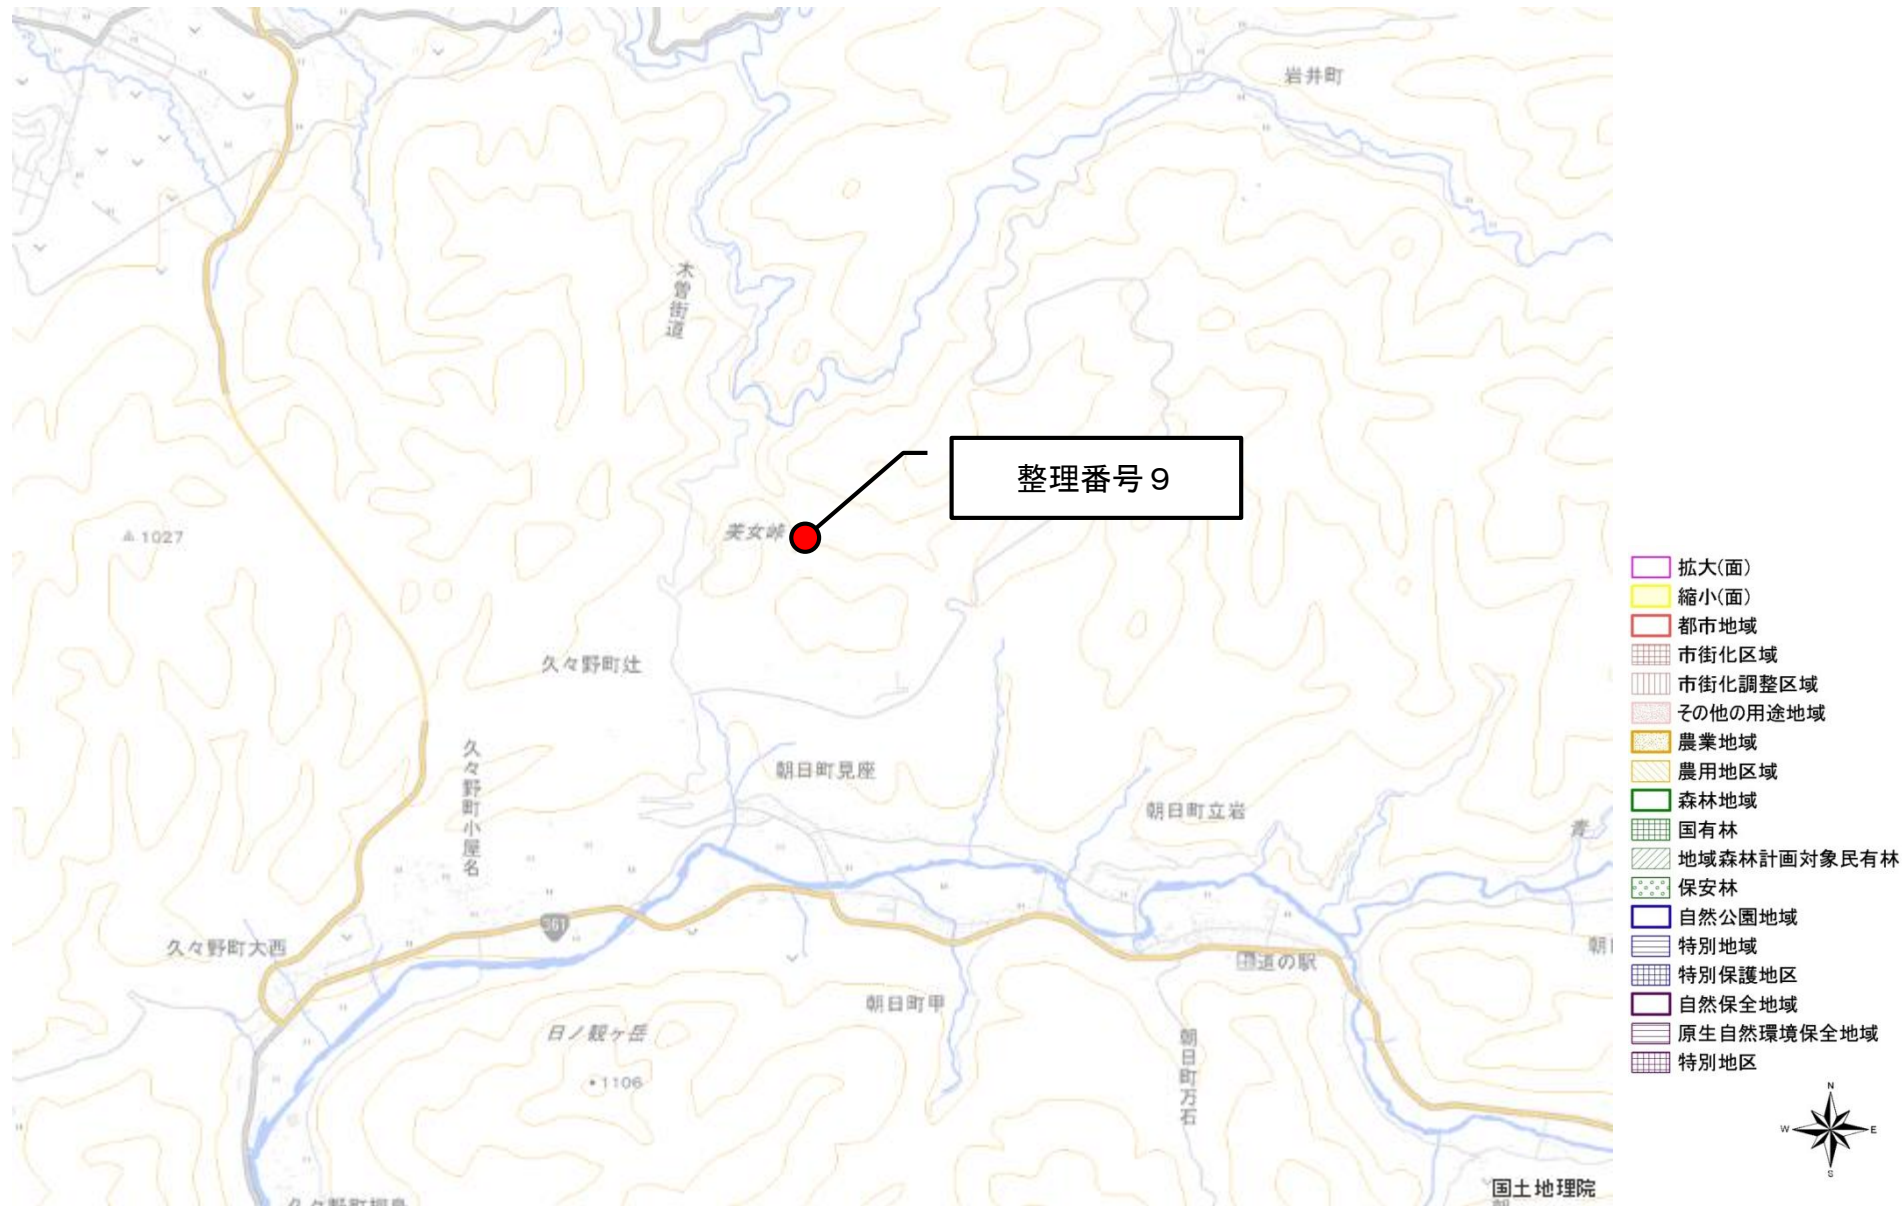 岩井町
木曽街道
整理番号9
美女峠
1027
久々野町辻
久々野町小屋名
朝日町見座
朝日町立岩
青
361
久々野町大西
道の駅
朝日町甲
日ノ観ヶ岳
1106
朝日町万石
国土地理院
拡大(面)
縮小(面)
都市地域
市街化区域
市街化調整区域
その他の用途地域
農業地域
農用地区域
森林地域
国有林
地域森林計画対象民有林
保安林
自然公園地域
特別地域
特別保護地区
自然保全地域
原生自然環境保全地域
特別地区
N
W E
S